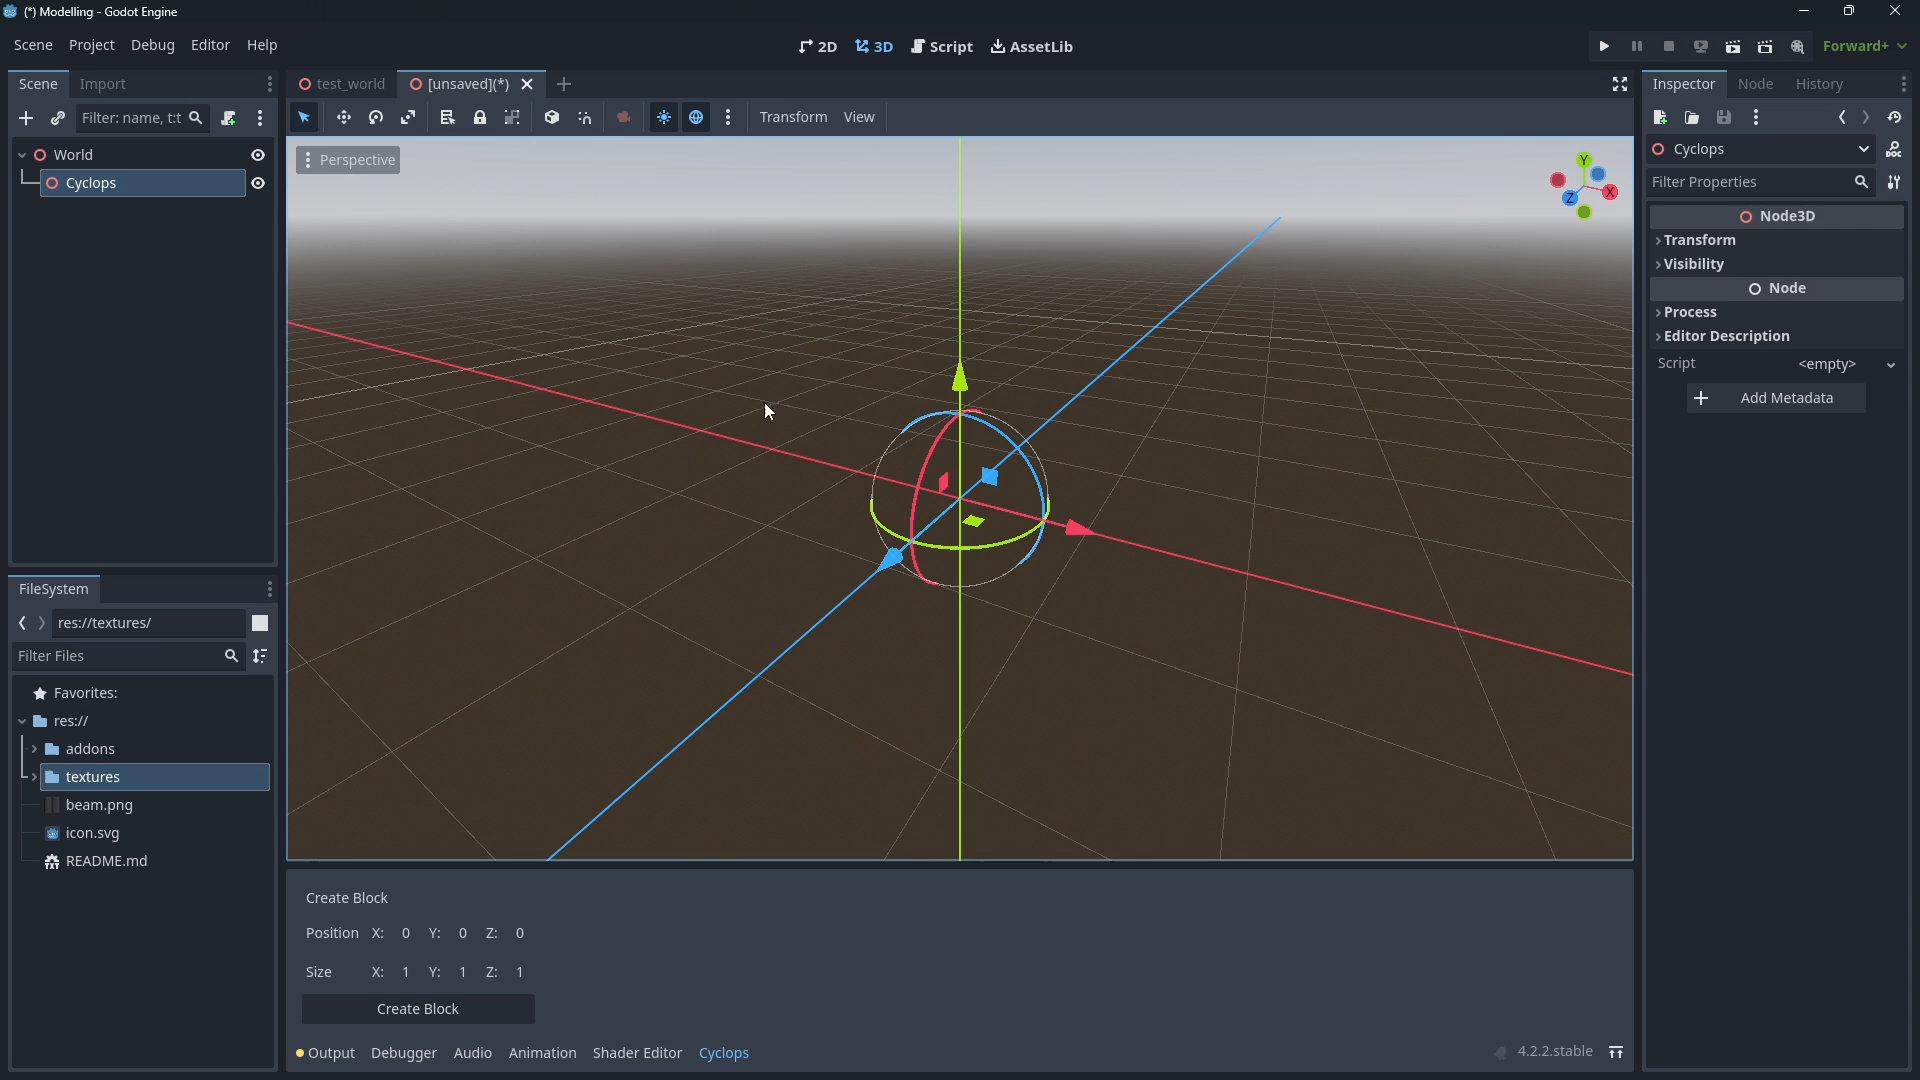 (*) Modelling - Godot Engine
Scene Project Debug Editor Help
2D 3D Script AssetLib
Forward+
Scene Import
test_world [unsaved](*)
Inspector Node History
Filter: name, t:t
Transform View
World
Cyclops
Perspective
Y
X
Z
Cyclops
DOC
Filter Properties
Node3D
Transform
Visibility
Node
Process
Editor Description
Script <empty>
Add Metadata
FileSystem
res://textures/
Filter Files
Favorites:
res://
addons
textures
beam.png
icon.svg
README.md
Create Block
Position X: 0 Y: 0 Z: 0
Size X: 1 Y: 1 Z: 1
Create Block
Output Debugger Audio Animation Shader Editor Cyclops
4.2.2.stable